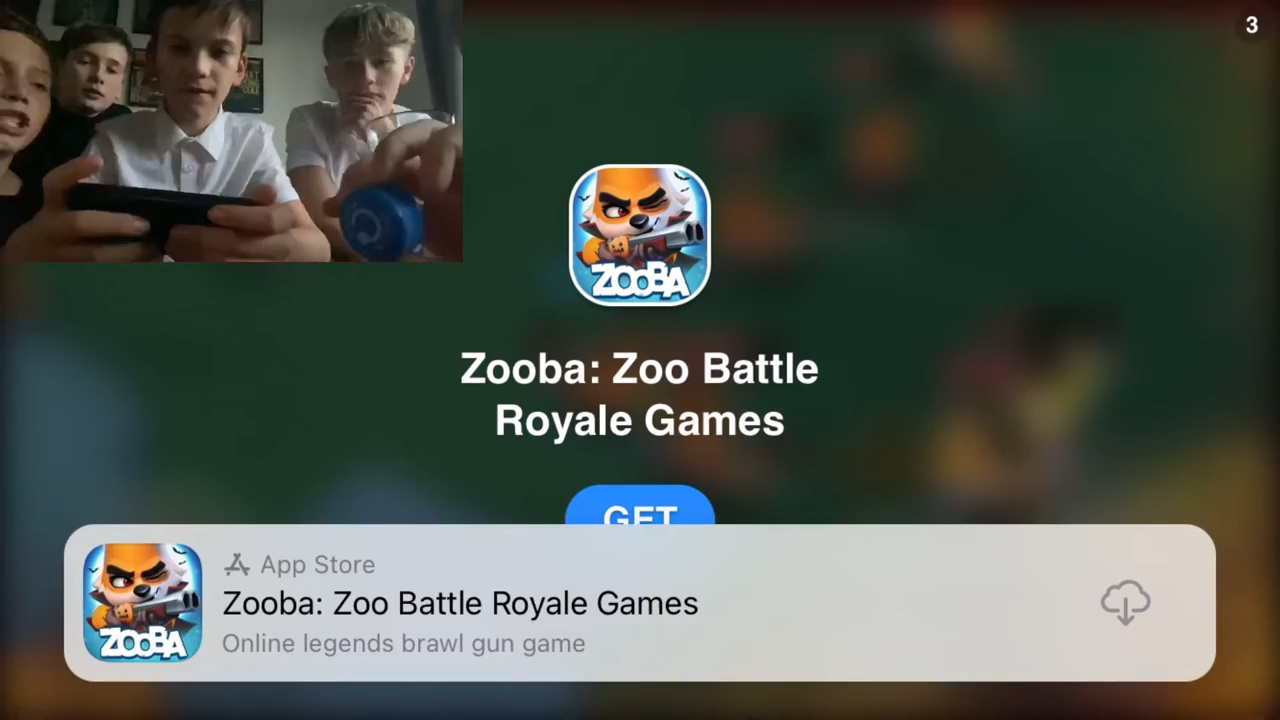 3
ZOOBA
Zooba: Zoo Battle
Royale Games
GET
App Store
Zooba: Zoo Battle Royale Games
Online legends brawl gun game
ZOOBA